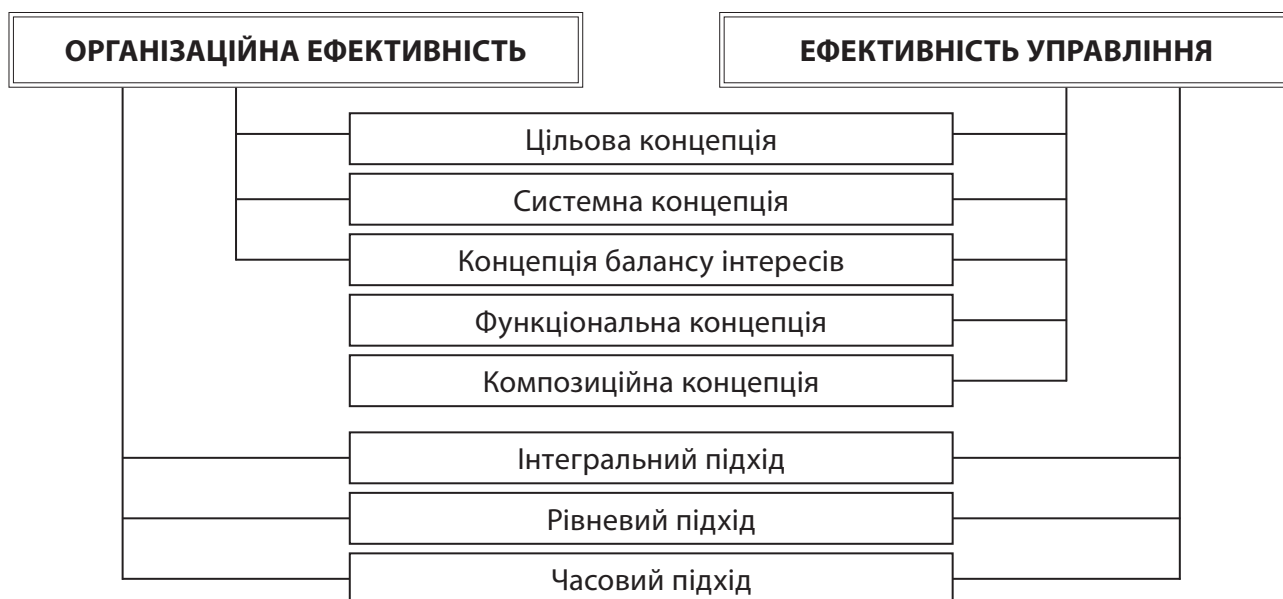 ОРГАНІЗАЦІЙНА ЕФЕКТИВНІСТЬ
ЕФЕКТИВНІСТЬ УПРАВЛІННЯ
Цільова концепція
Системна концепція
Концепція балансу інтересів
Функціональна концепція
Композиційна концепція
Інтегральний підхід
Рівневий підхід
Часовий підхід